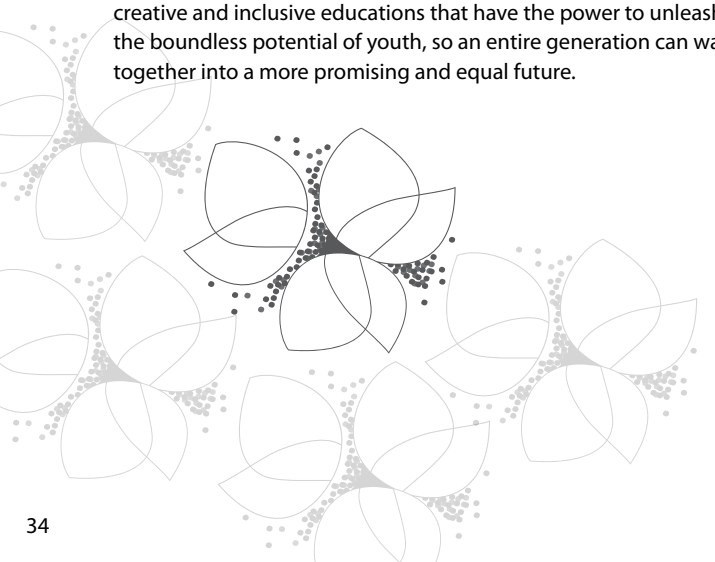 creative and inclusive educations that have the power to unleash
the boundless potential of youth, so an entire generation can
together into a more promising and equal future.
34